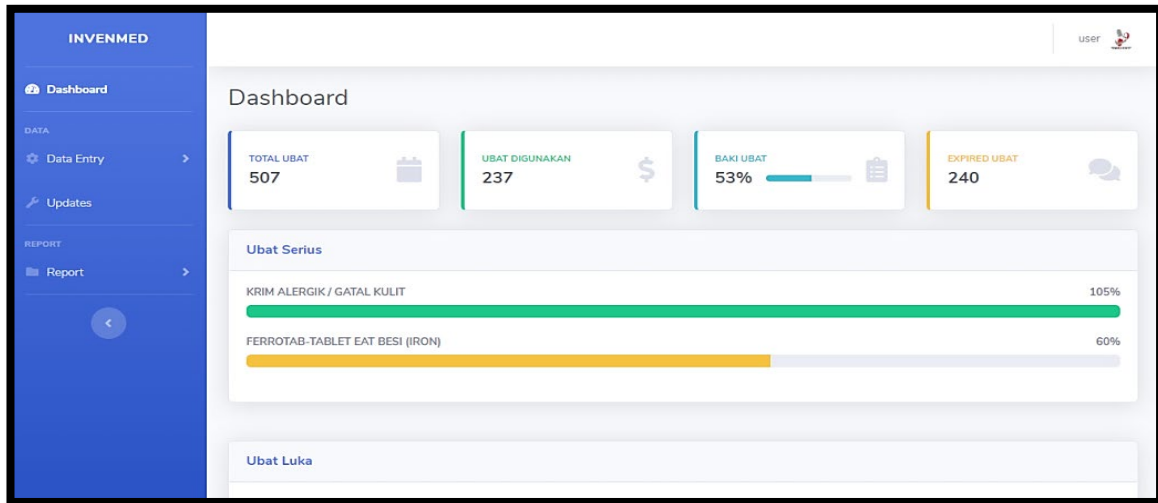 INVENMED
Dashboard
DATA
Data Entry
Updates
REPORT
Report
user
Dashboard
TOTAL UBAT
507
UBAT DIGUNAKAN
237
BAKI UBAT
53%
EXPIRED UBAT
240
Ubat Serius
KRIM ALERGIK / GATAL KULIT 105%
FERROTAB-TABLET EAT BESI (IRON) 60%
Ubat Luka